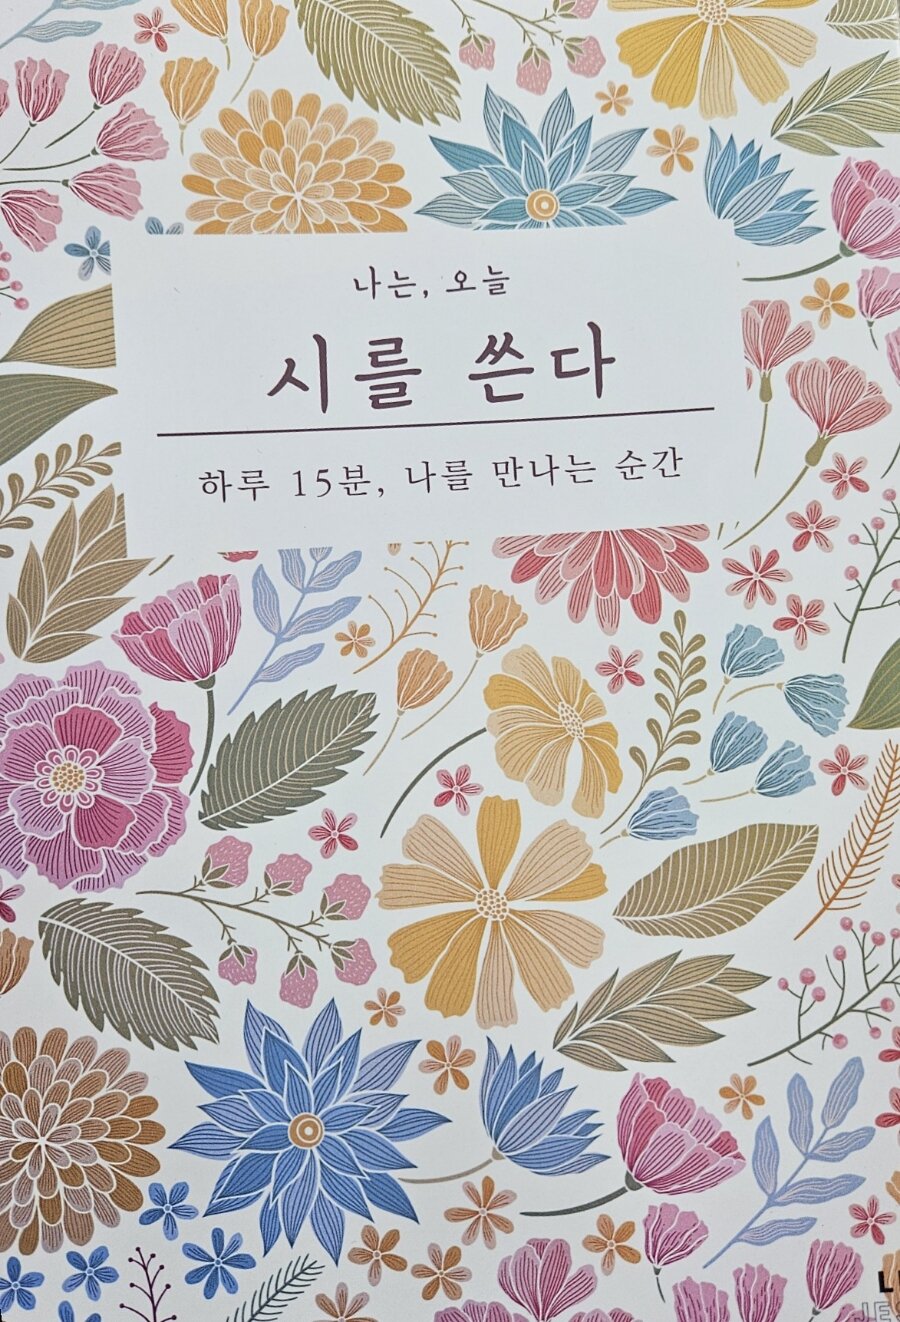 나는, 오늘
시를 쓴다
하루 15분, 나를 만나는 순간